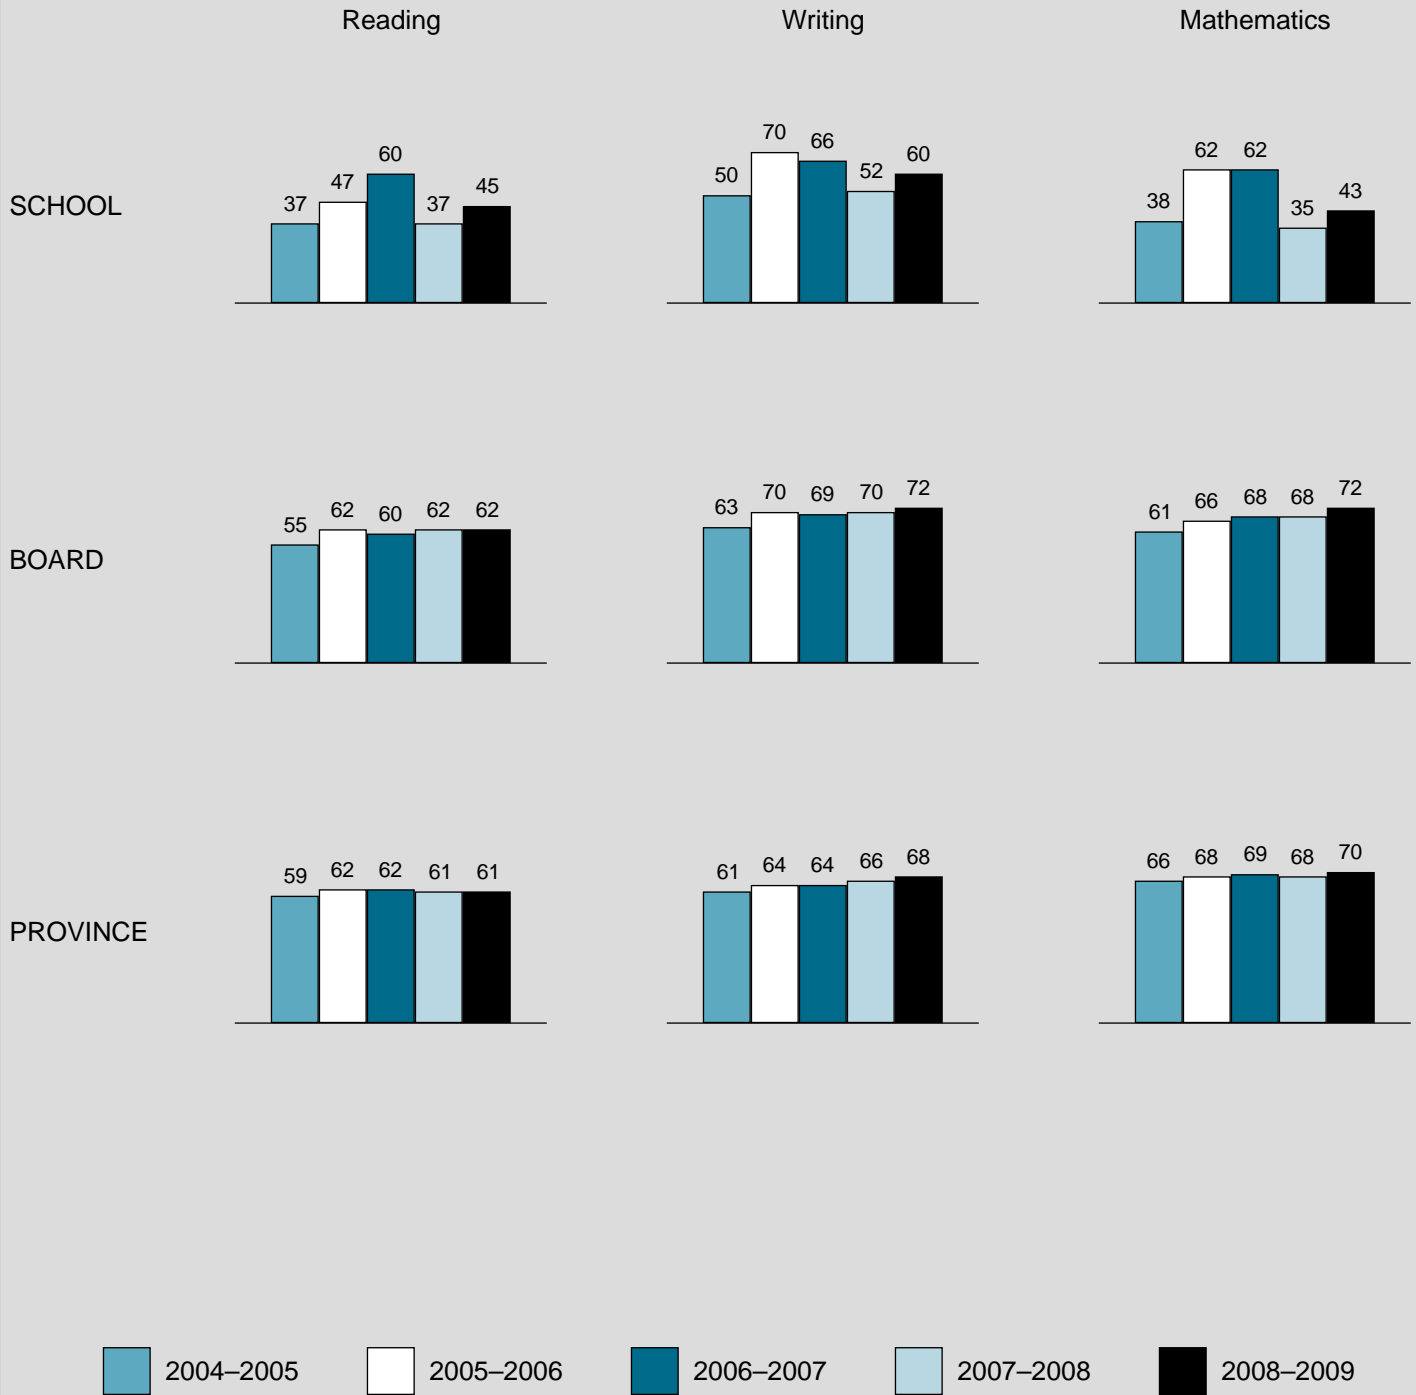 Reading Writing Mathematics
SCHOOL
37 47 60 37 45
50 70 66 52 60
38 62 62 35 43
BOARD
55 62 60 62 62
63 70 69 70 72
61 66 68 68 72
PROVINCE
59 62 62 61 61
61 64 64 66 68
66 68 69 68 70
2004–2005 2005–2006 2006–2007 2007–2008 2008–2009